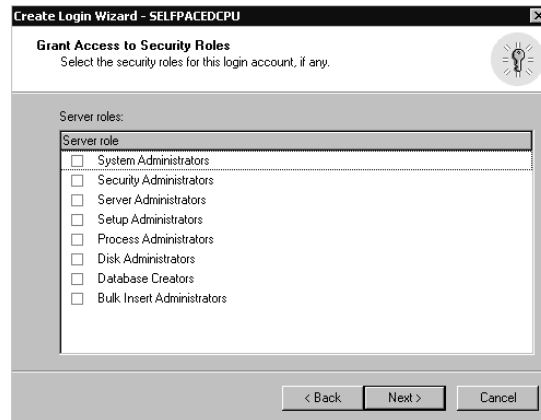 Create Login Wizard - SELFPACEDCPU
Grant Access to Security Roles
Select the security roles for this login account, if any.
Server roles:
Server role
System Administrators
Security Administrators
Server Administrators
Setup Administrators
Process Administrators
Disk Administrators
Database Creators
Bulk Insert Administrators
< Back Next > Cancel